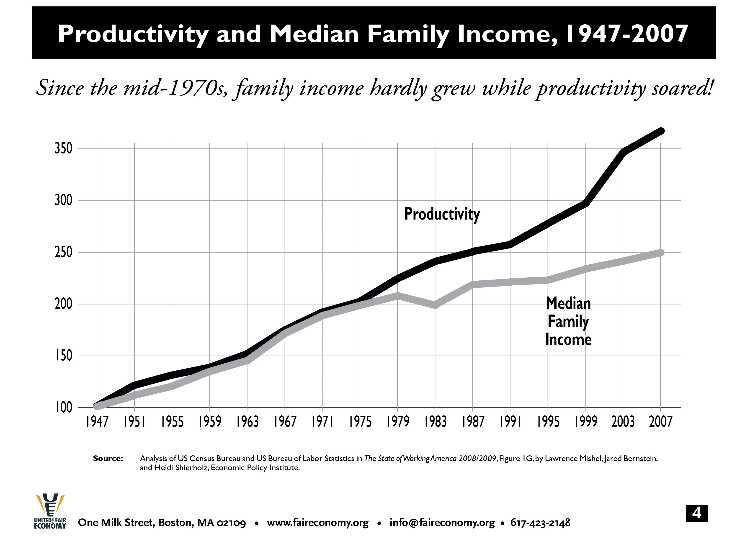 Productivity and Median Family Income, 1947-2007
Since the mid-1970s, family income hardly grew while productivity soared!
350
300
Productivity
250
200
Median
Family
Income
150
100
1947 1951 1955 1959 1963 1967 1971 1975 1979 1983 1987 1991 1995 1999 2003 2007
Source: Analysis of US Census Bureau and US Bureau of Labor Statistics in The State of Working America 2008/2009, Figure 1G, by Lawrence Mishel, Jared Bernstein,
and Heidi Shierholz, Economic Policy Institute.
4
UNITED FAIR
ECONOMY
One Milk Street, Boston, MA 02109 • www.faireconomy.org • info@faireconomy.org • 617-423-2148